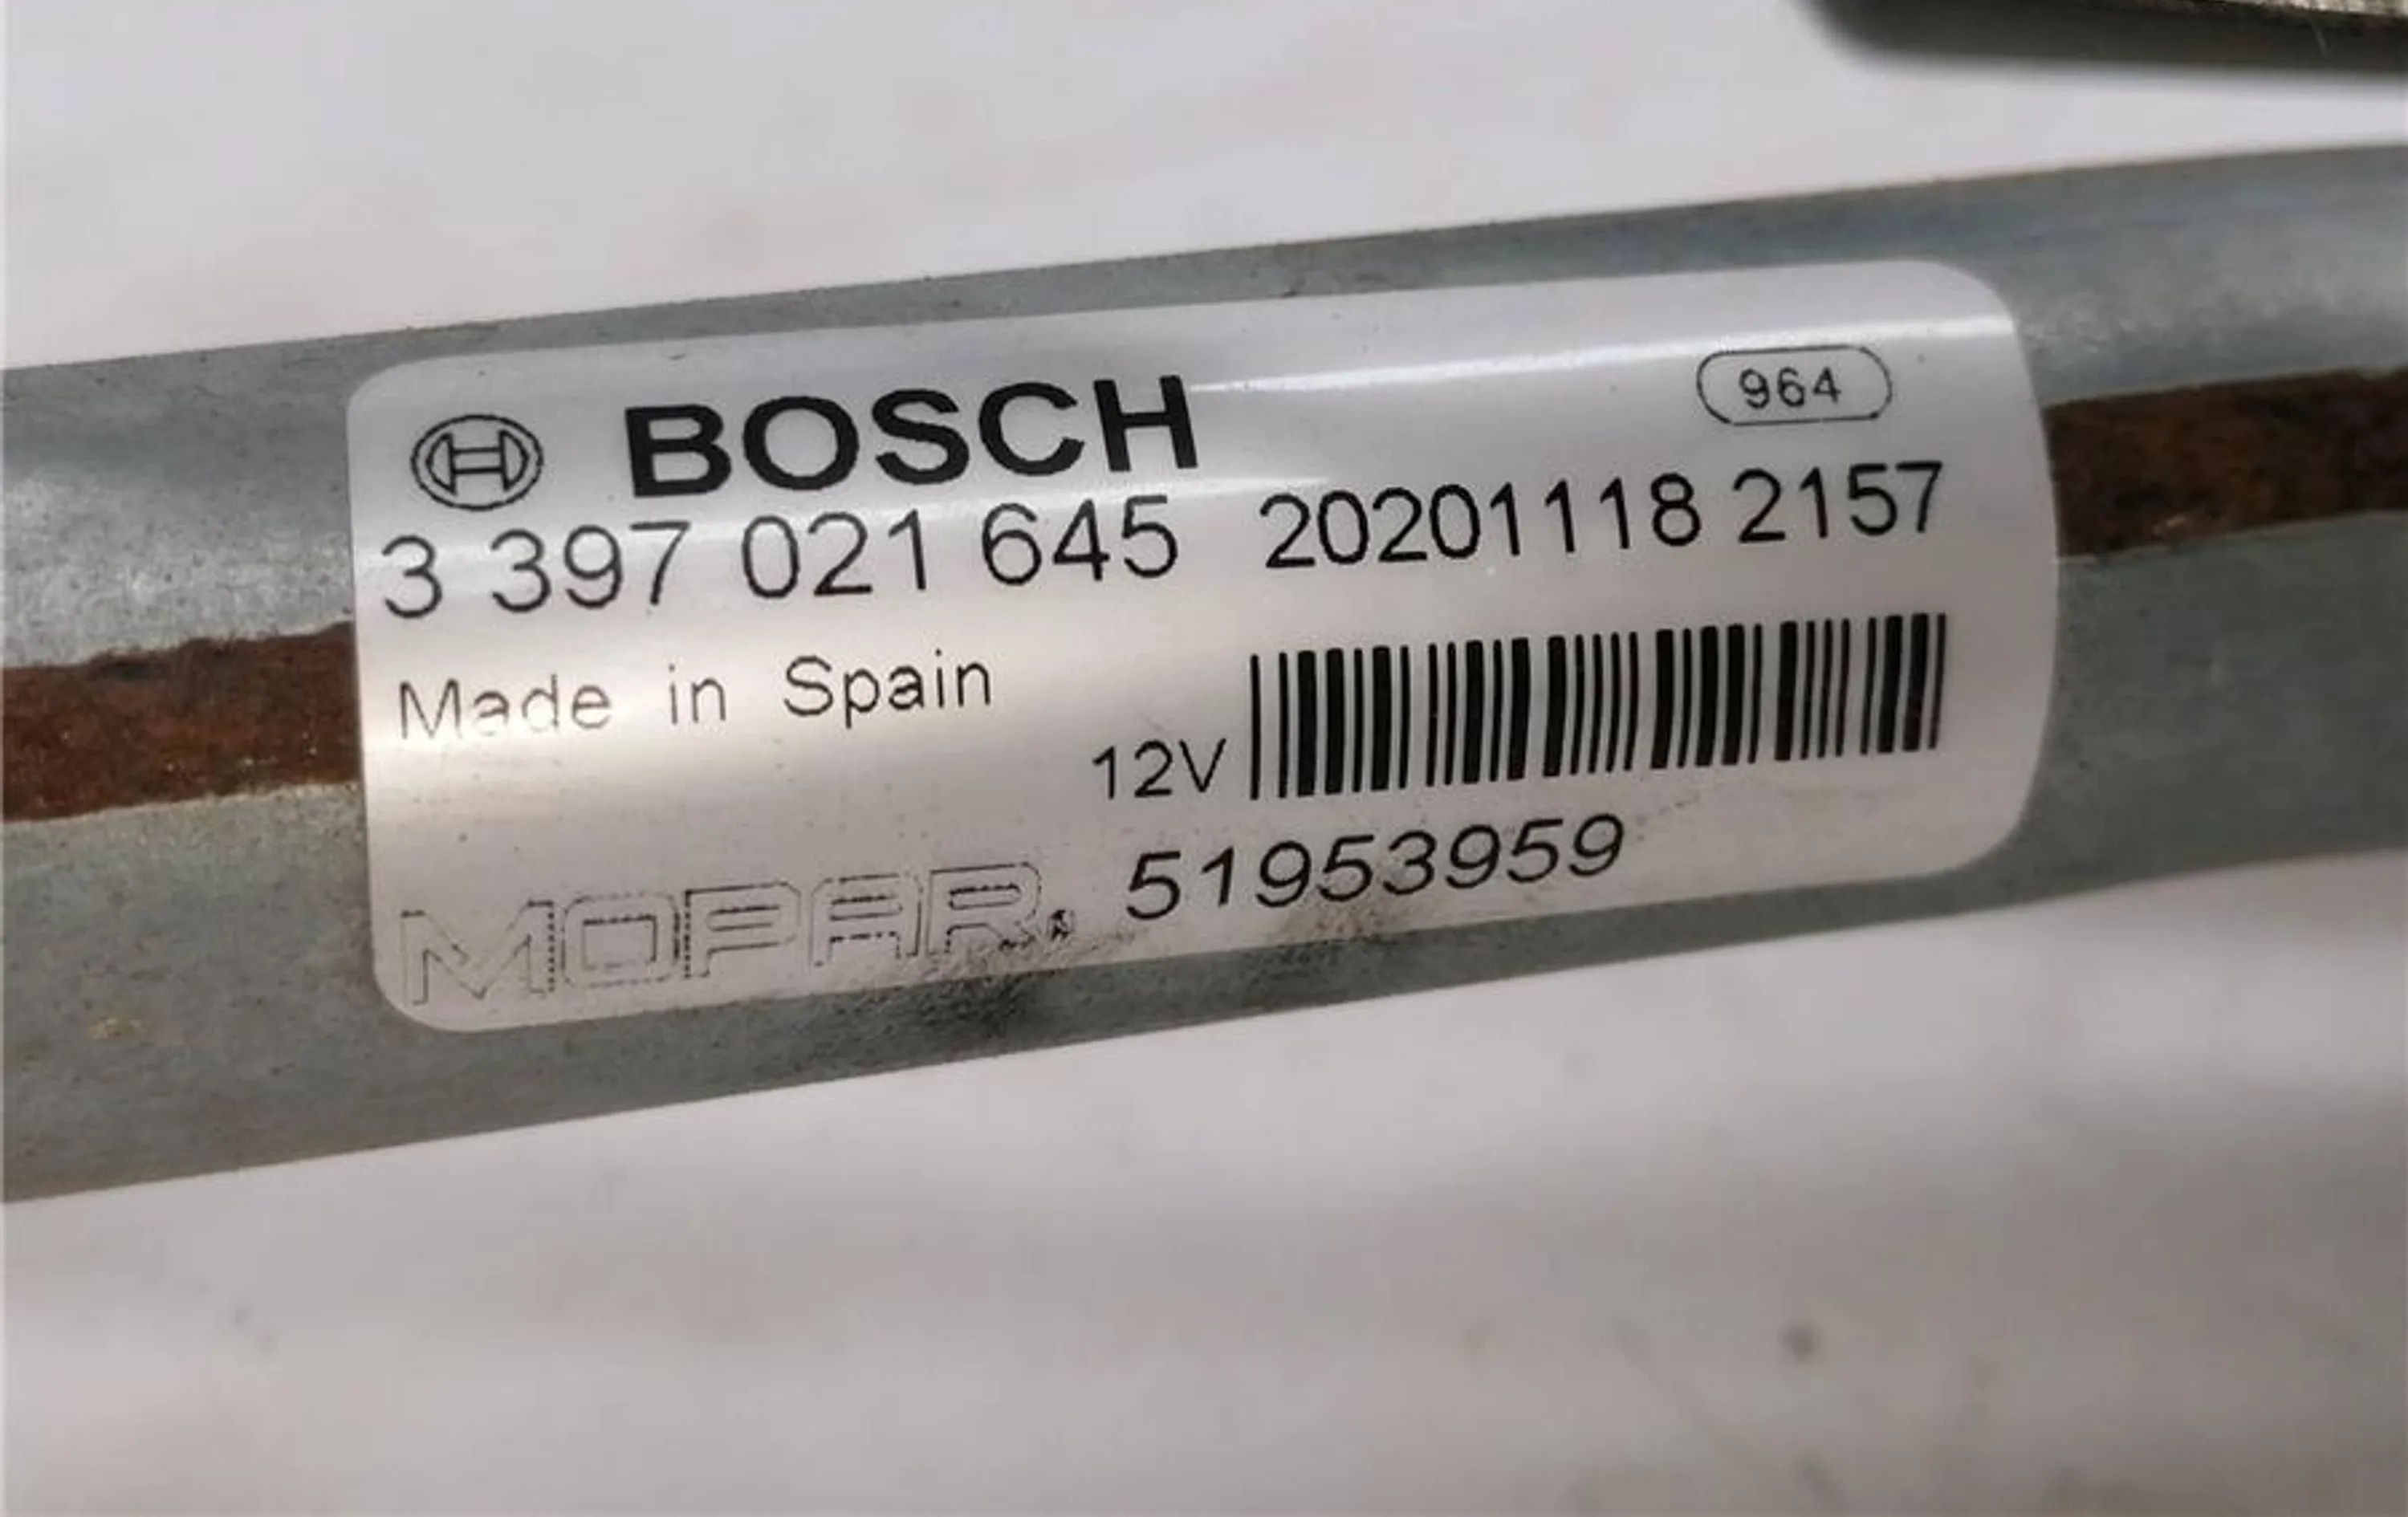 BOSCH 964
3 397 021 645 20201118 2157
Made in Spain
12V
MOPAR. 51953959